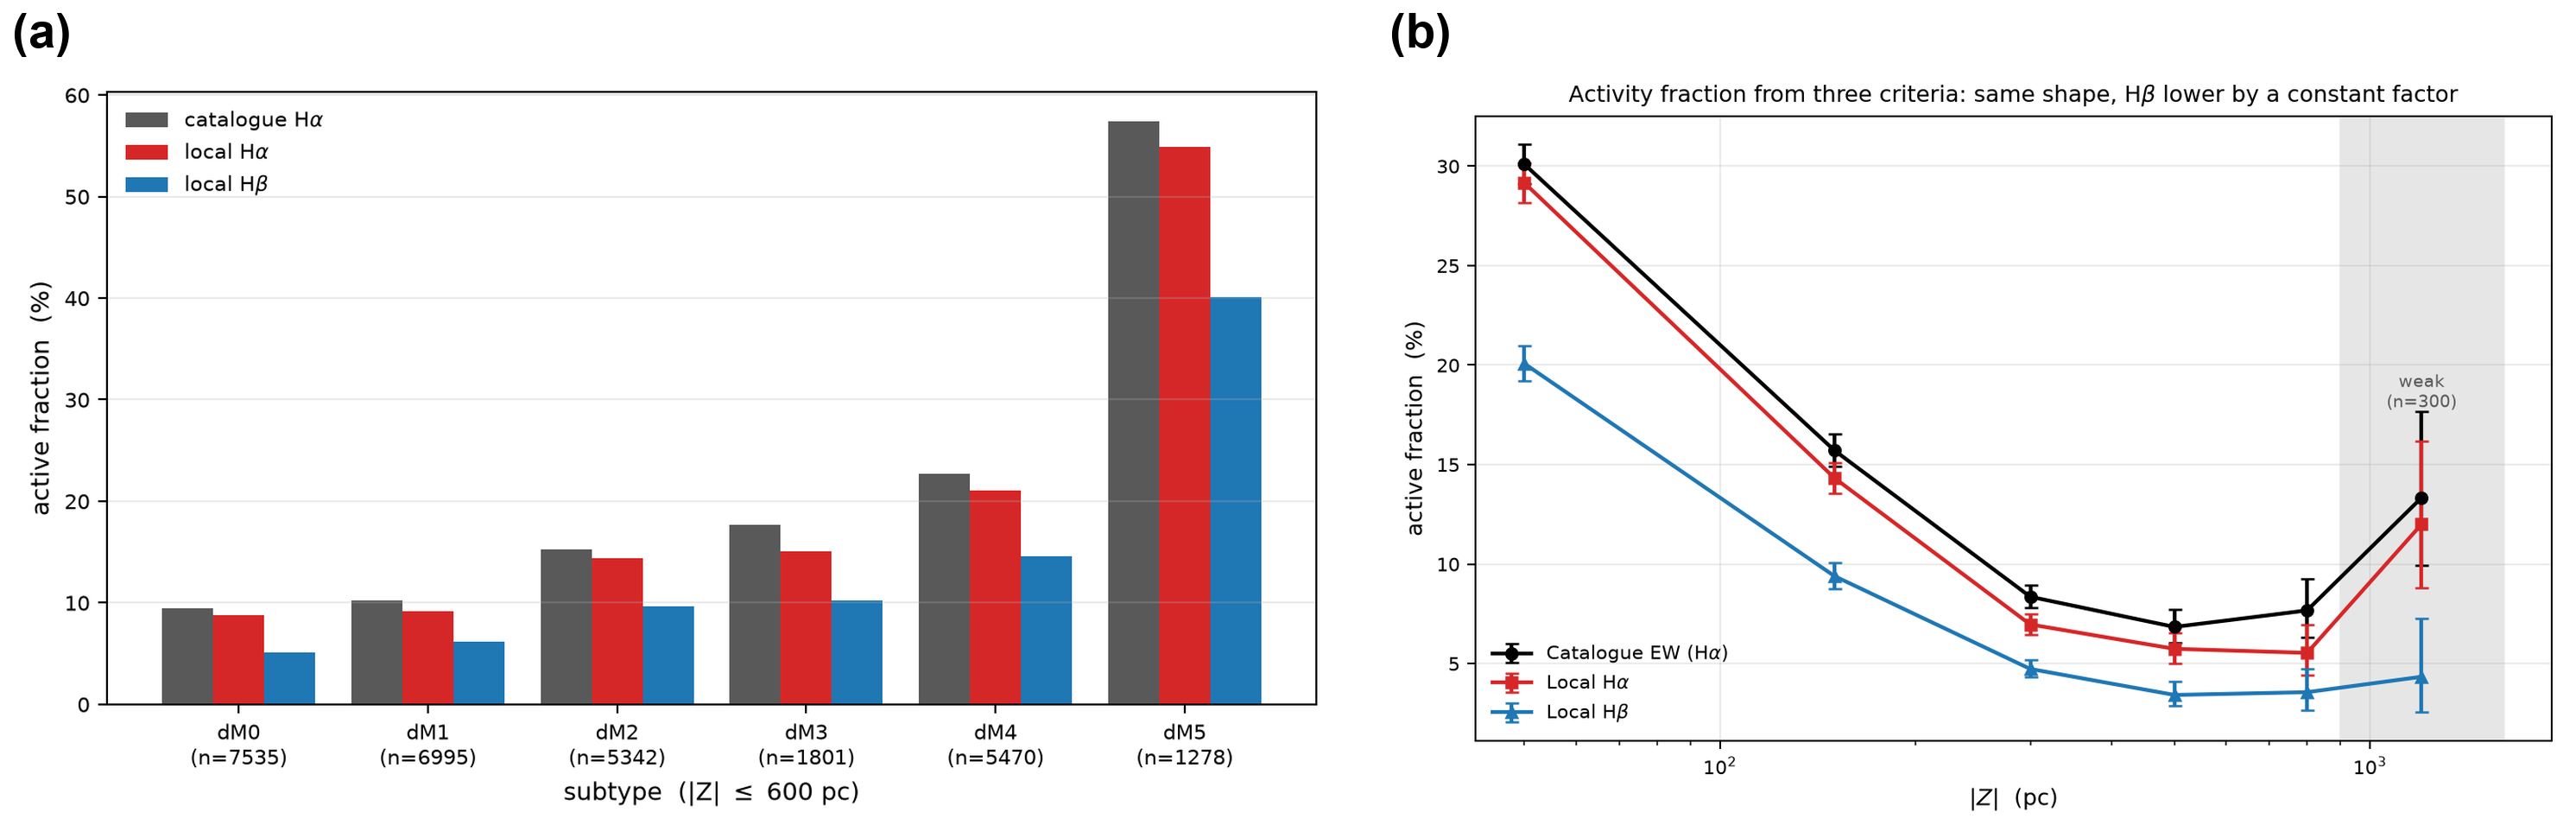 (a)
60
50
40
30
20
10
0
active fraction (%)
catalogue Hα
local Hα
local Hβ
dM0
(n=7535)
dM1
(n=6995)
dM2
(n=5342)
dM3
(n=1801)
dM4
(n=5470)
dM5
(n=1278)
subtype (|Z| ≤ 600 pc)
(b)
Activity fraction from three criteria: same shape, Hβ lower by a constant factor
30
25
20
15
10
5
active fraction (%)
weak
(n=300)
Catalogue EW (Hα)
Local Hα
Local Hβ
10²
10³
|Z| (pc)